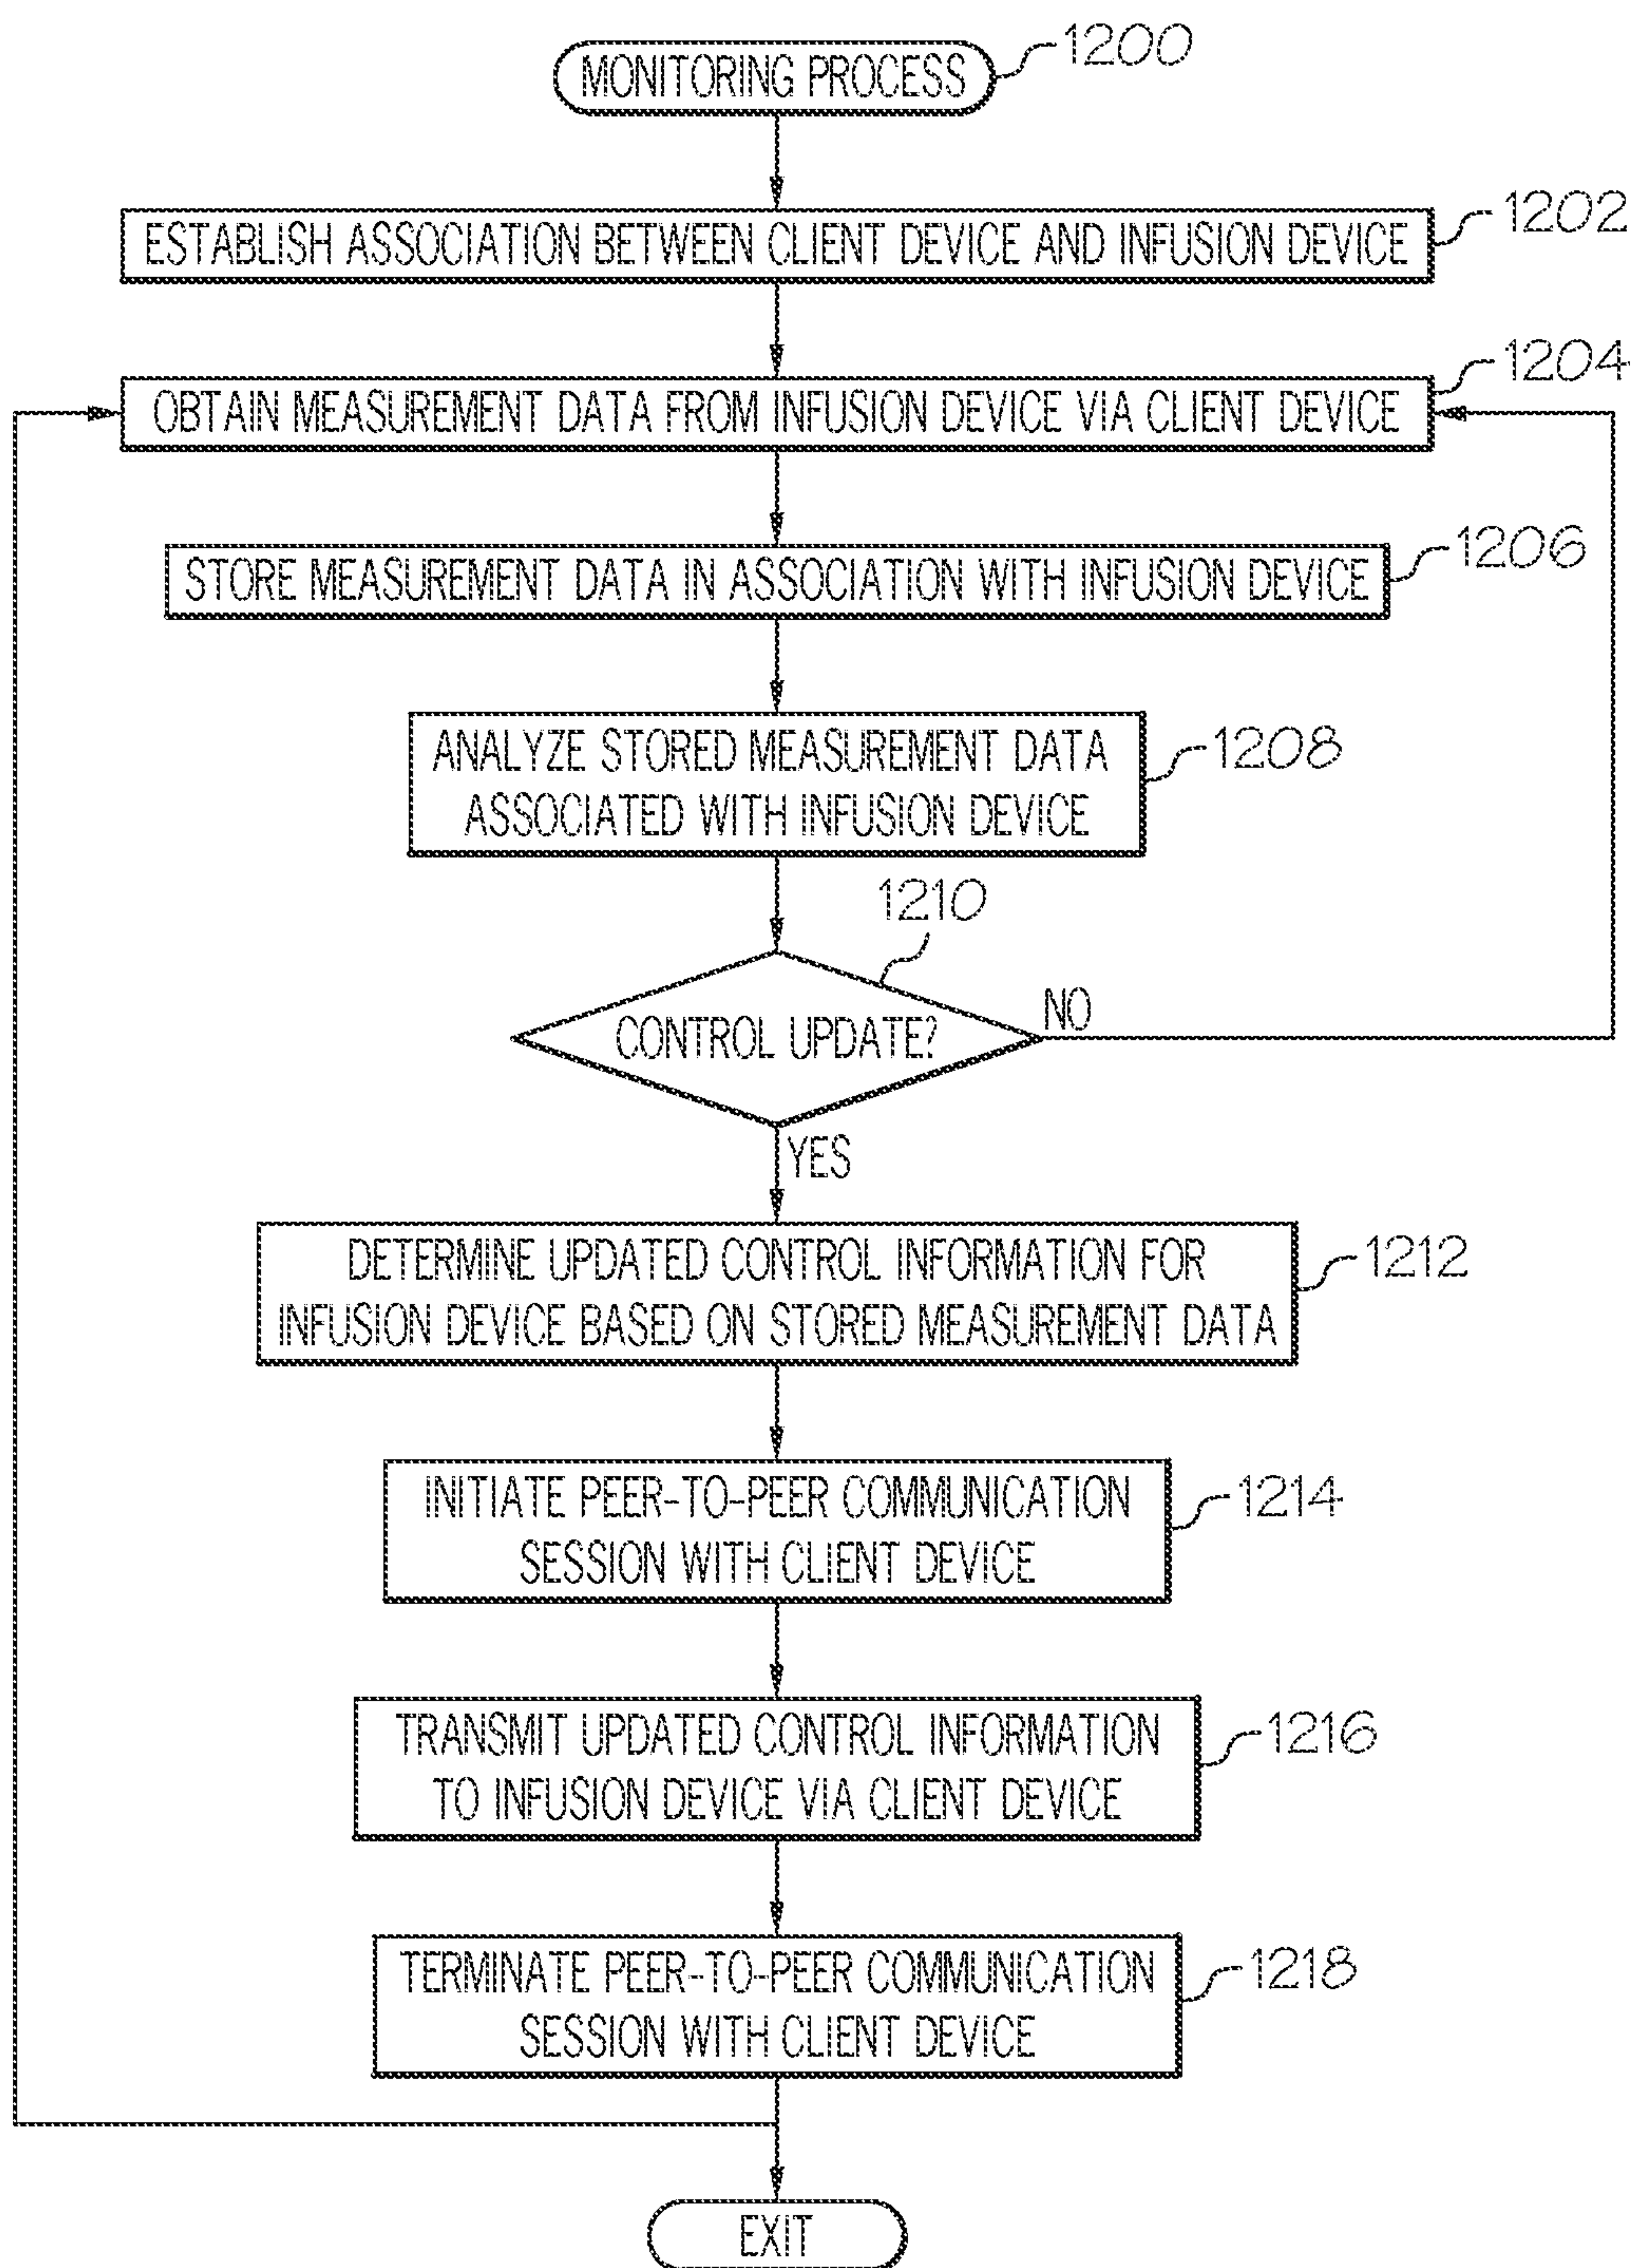 MONITORING PROCESS
1200
ESTABLISH ASSOCIATION BETWEEN CLIENT DEVICE AND INFUSION DEVICE
1202
OBTAIN MEASUREMENT DATA FROM INFUSION DEVICE VIA CLIENT DEVICE
1204
STORE MEASUREMENT DATA IN ASSOCIATION WITH INFUSION DEVICE
1206
ANALYZE STORED MEASUREMENT DATA
ASSOCIATED WITH INFUSION DEVICE
1208
1210
CONTROL UPDATE?
NO
YES
DETERMINE UPDATED CONTROL INFORMATION FOR
INFUSION DEVICE BASED ON STORED MEASUREMENT DATA
1212
INITIATE PEER-TO-PEER COMMUNICATION
SESSION WITH CLIENT DEVICE
1214
TRANSMIT UPDATED CONTROL INFORMATION
TO INFUSION DEVICE VIA CLIENT DEVICE
1216
TERMINATE PEER-TO-PEER COMMUNICATION
SESSION WITH CLIENT DEVICE
1218
EXIT